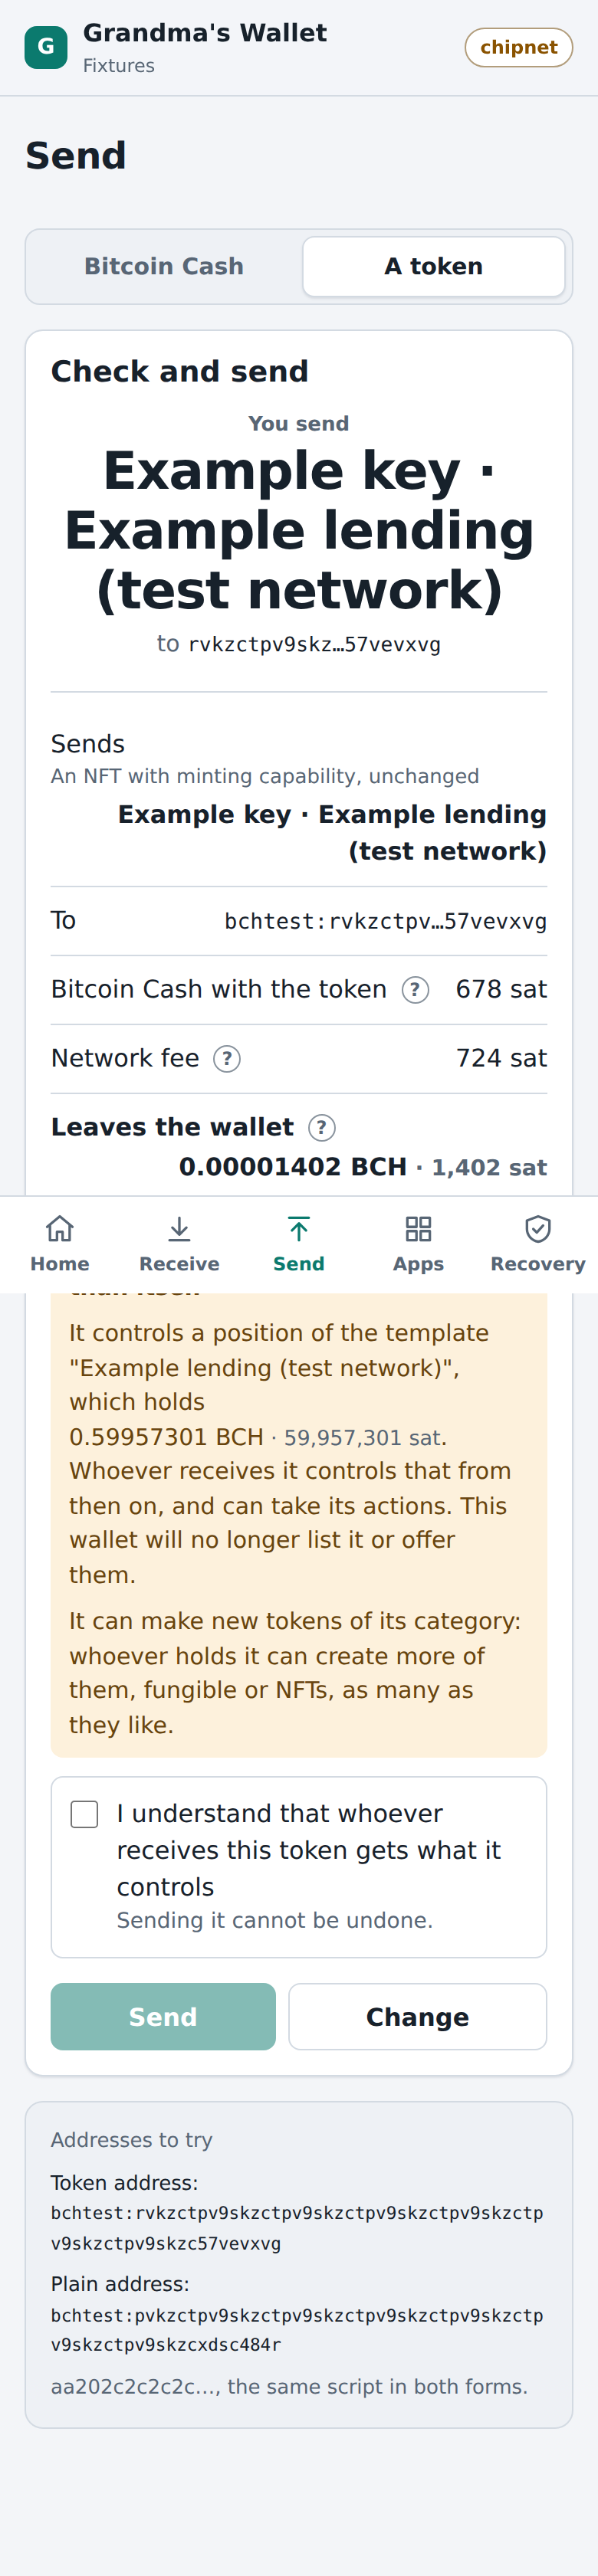 G
Grandma's Wallet
Fixtures
chipnet
Send
Bitcoin Cash
A token
Check and send
You send
Example key ·
Example lending
(test network)
to rvkzctpv9skz…57vevxvg
Sends
An NFT with minting capability, unchanged
Example key · Example lending
(test network)
To bchtest:rvkzctpv…57vevxvg
Bitcoin Cash with the token ? 678 sat
Network fee ? 724 sat
Leaves the wallet ?
0.00001402 BCH · 1,402 sat
Home
Receive
Send
Apps
Recovery
than itself
It controls a position of the template
"Example lending (test network)",
which holds
0.59957301 BCH · 59,957,301 sat.
Whoever receives it controls that from
then on, and can take its actions. This
wallet will no longer list it or offer
them.
It can make new tokens of its category:
whoever holds it can create more of
them, fungible or NFTs, as many as
they like.
I understand that whoever
receives this token gets what it
controls
Sending it cannot be undone.
Send
Change
Addresses to try
Token address:
bchtest:rvkzctpv9skzctpv9skzctpv9skzctpv9skzctp
v9skzctpv9skzc57vevxvg
Plain address:
bchtest:pvkzctpv9skzctpv9skzctpv9skzctpv9skzctp
v9skzctpv9skzcxdsc484r
aa202c2c2c2c…, the same script in both forms.